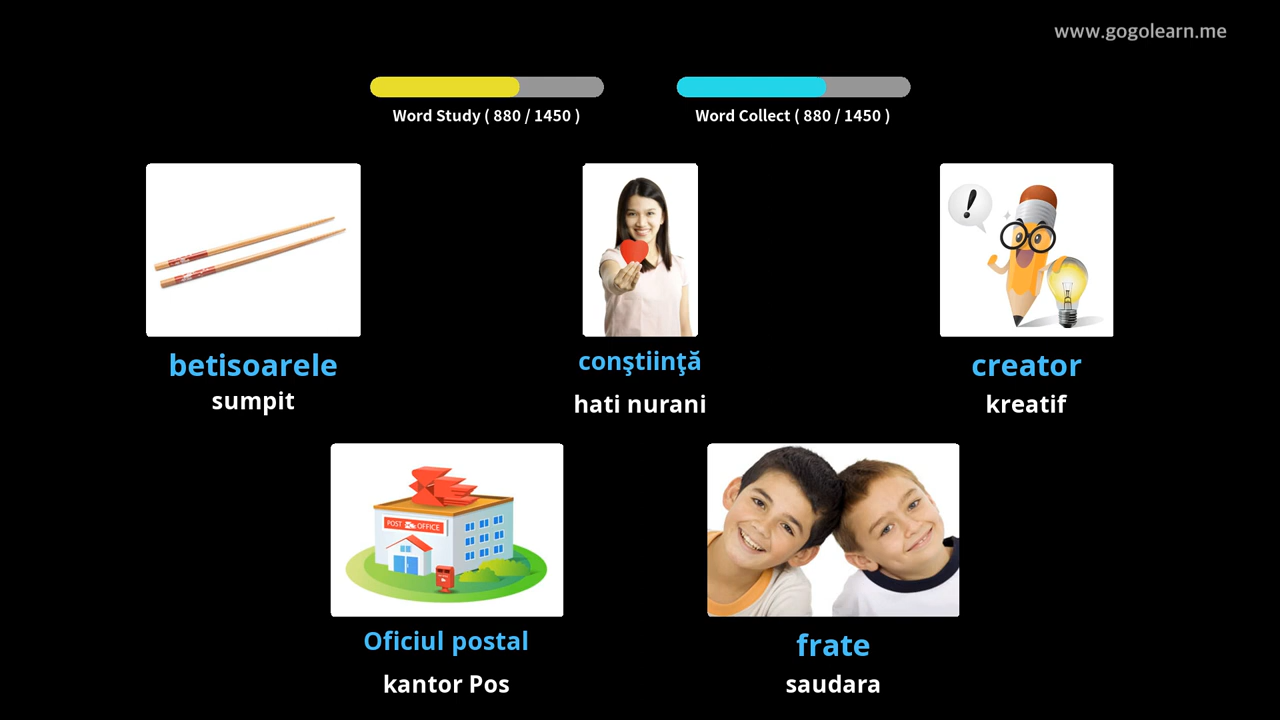 www.gogolearn.me
Word Study ( 880 / 1450 )
Word Collect ( 880 / 1450 )
betisoarele
sumpit
conştiinţă
hati nurani
creator
kreatif
POST OFFICE
Oficiul postal
kantor Pos
frate
saudara